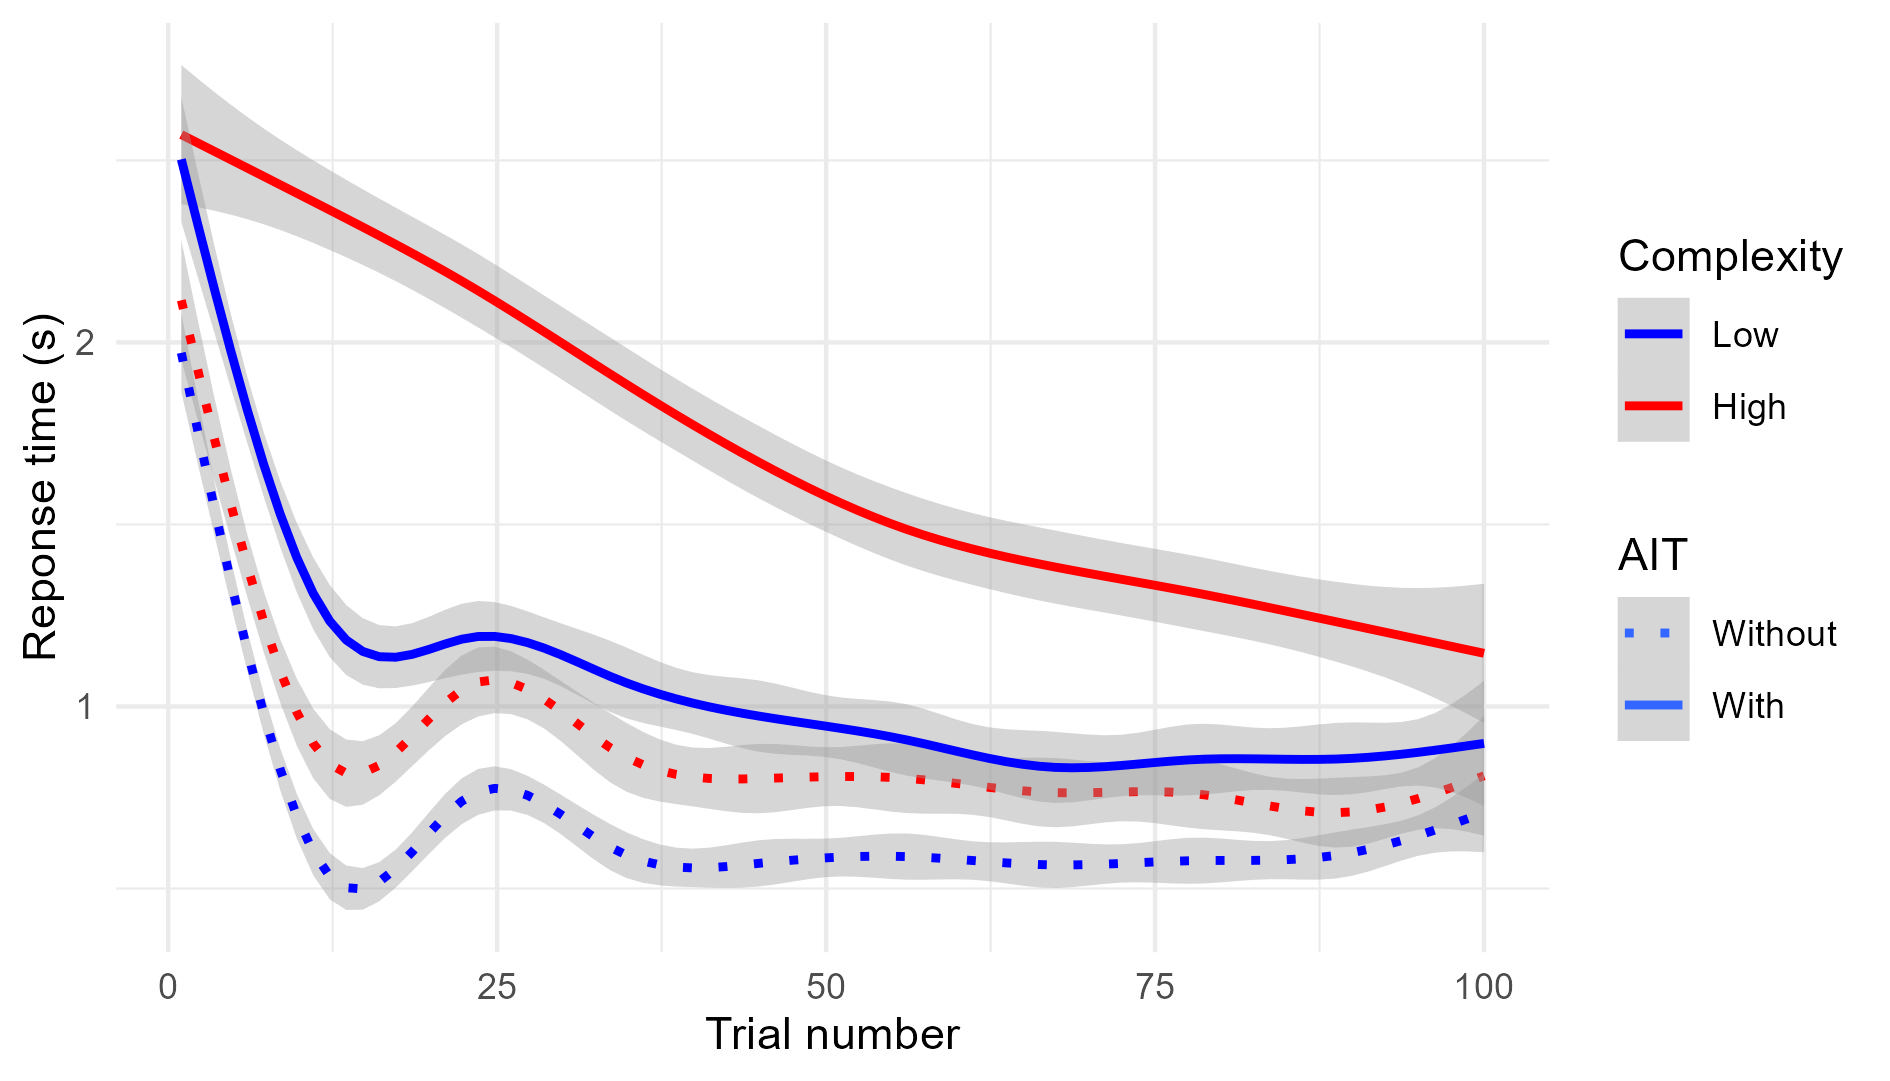 Reponse time (s)
2
1
0
25
50
75
100
Trial number
Complexity
Low
High
AIT
Without
With